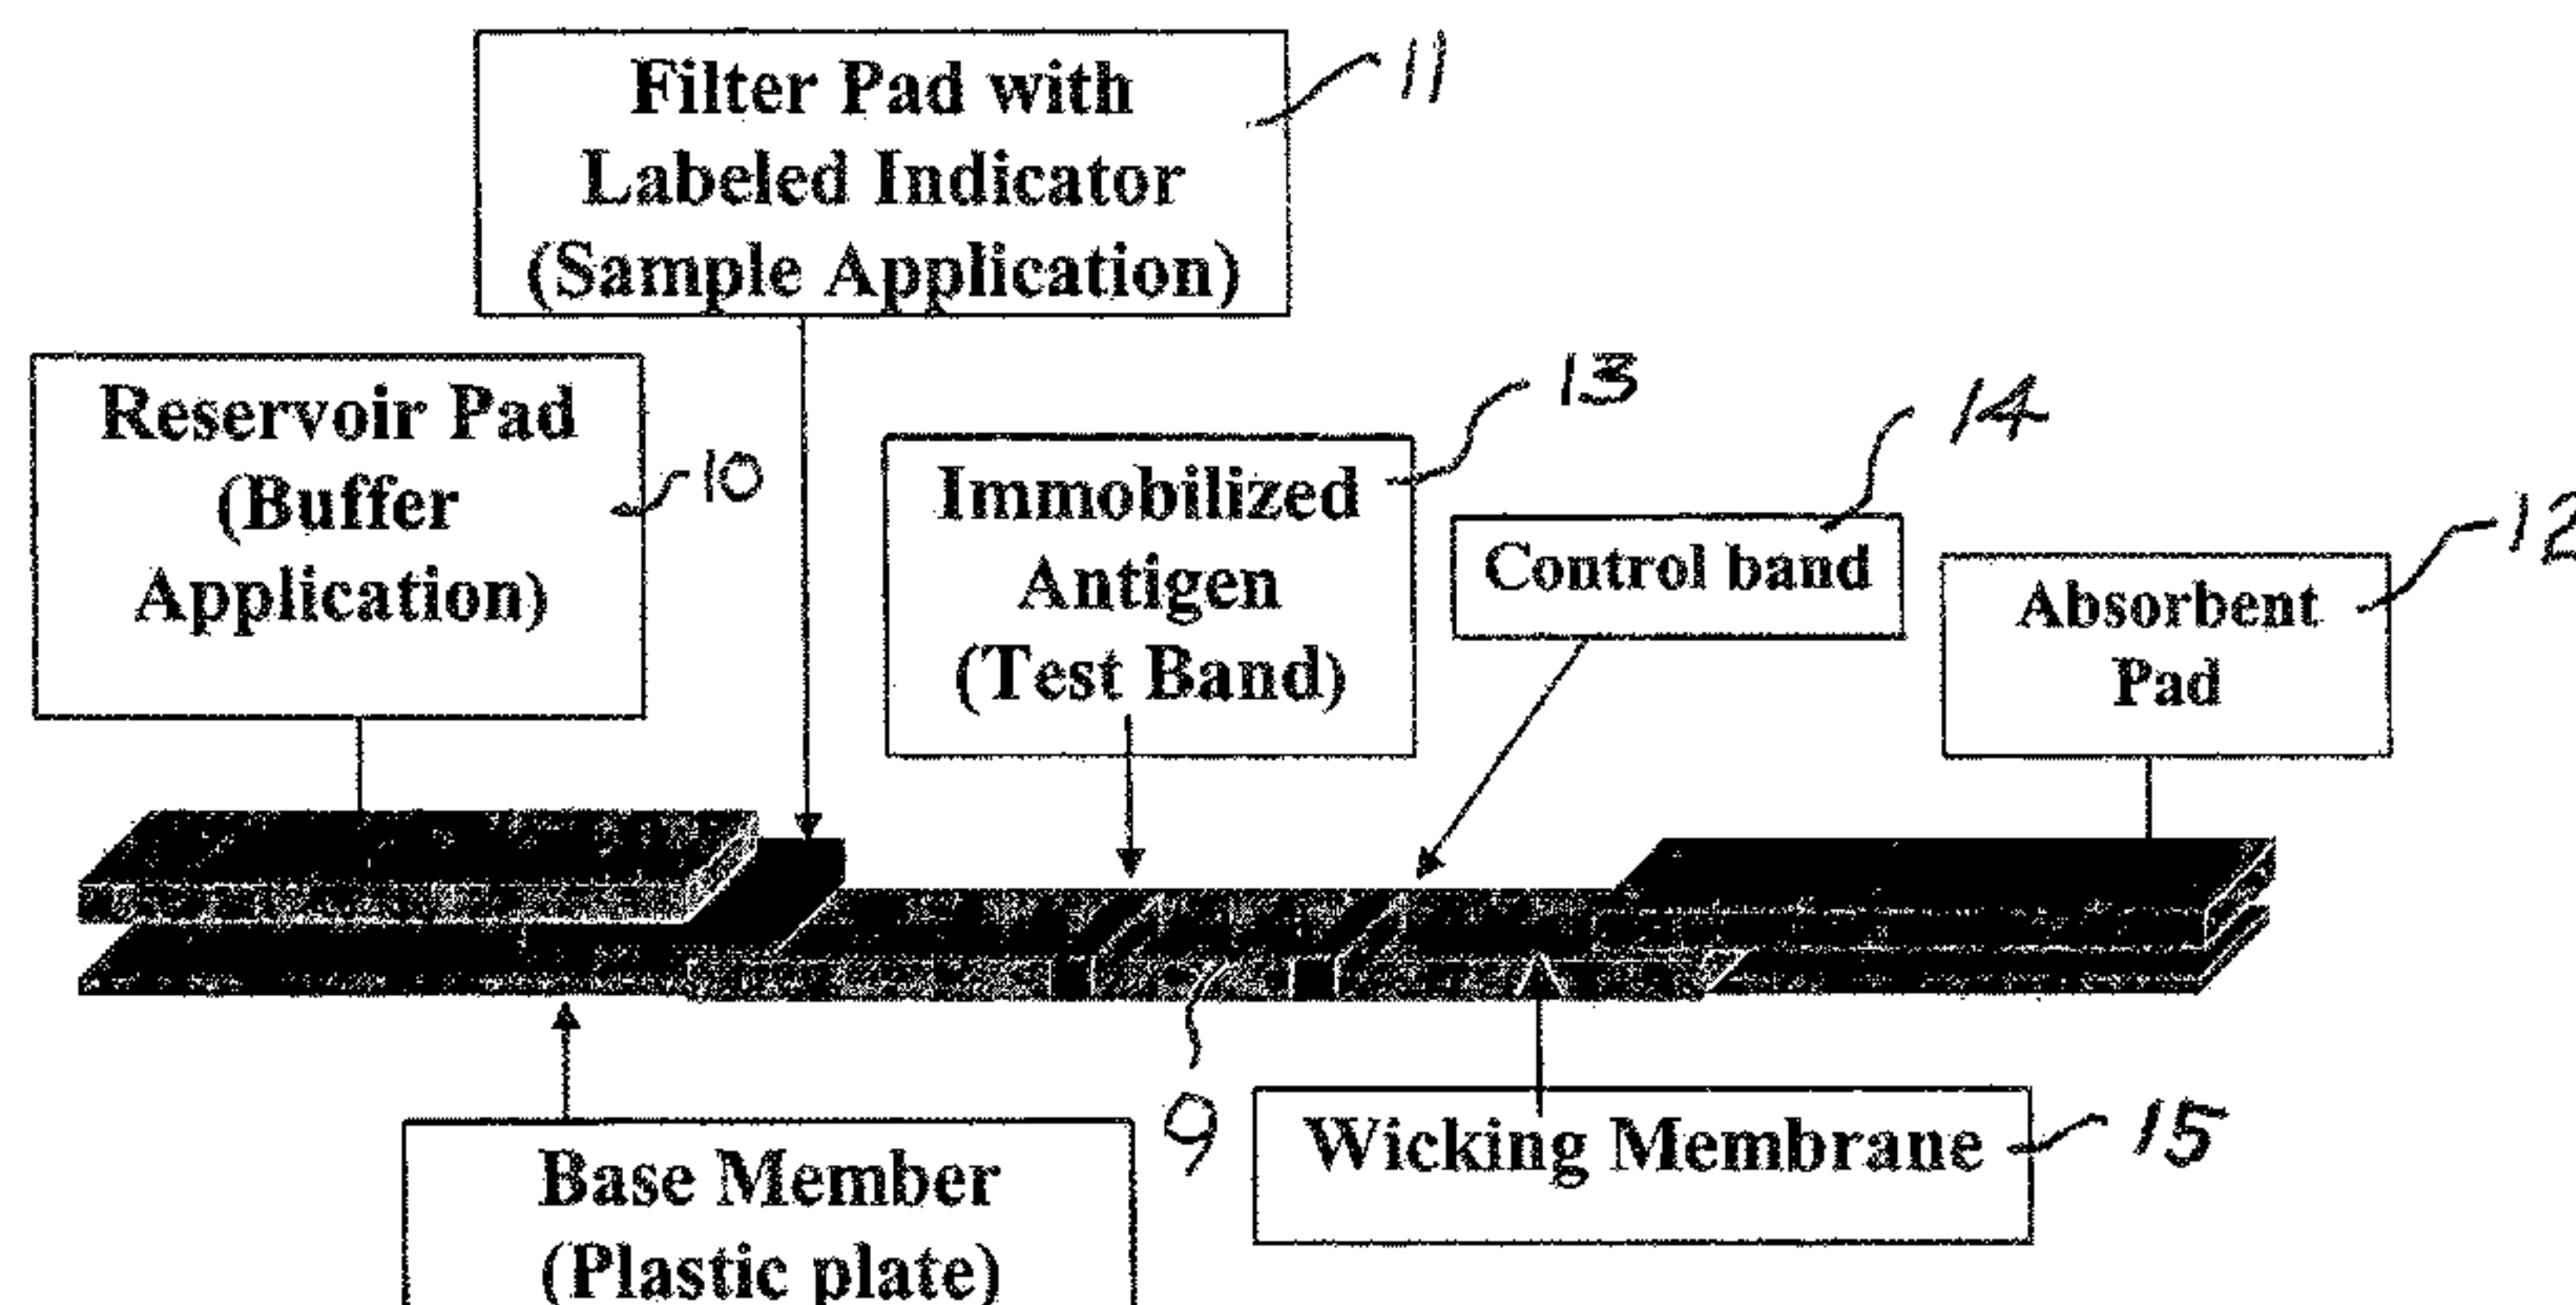 Filter Pad with
Labeled Indicator
(Sample Application)
11
Reservoir Pad
(Buffer
Application)
10
Immobilized
Antigen
(Test Band)
13
Control band
14
Absorbent
Pad
12
9
Wicking Membrane
15
Base Member
(Plastic plate)